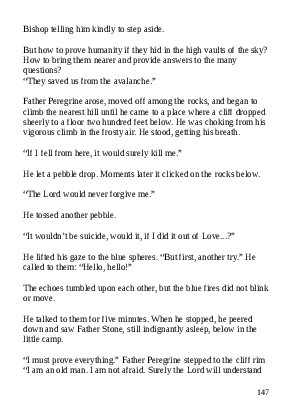 Bishop telling him kindly to step aside.
But how to prove humanity if they hid in the high vaults of the sky?
How to bring them nearer and provide answers to the many
questions?
“They saved us from the avalanche.”
Father Peregrine arose, moved off among the rocks, and began to
climb the nearest hill until he came to a place where a cliff dropped
sheerly to a floor two hundred feet below. He was choking from his
vigorous climb in the frosty air. He stood, getting his breath.
“If I fell from here, it would surely kill me.”
He let a pebble drop. Moments later it clicked on the rocks below.
“The Lord would never forgive me.”
He tossed another pebble.
“It wouldn’t be suicide, would it, if I did it out of Love...?”
He lifted his gaze to the blue spheres. “But first, another try.” He
called to them: “Hello, hello!”
The echoes tumbled upon each other, but the blue fires did not blink
or move.
He talked to them for five minutes. When he stopped, he peered
down and saw Father Stone, still indignantly asleep, below in the
little camp.
“I must prove everything.” Father Peregrine stepped to the cliff rim
“I am an old man. I am not afraid. Surely the Lord will understand
147